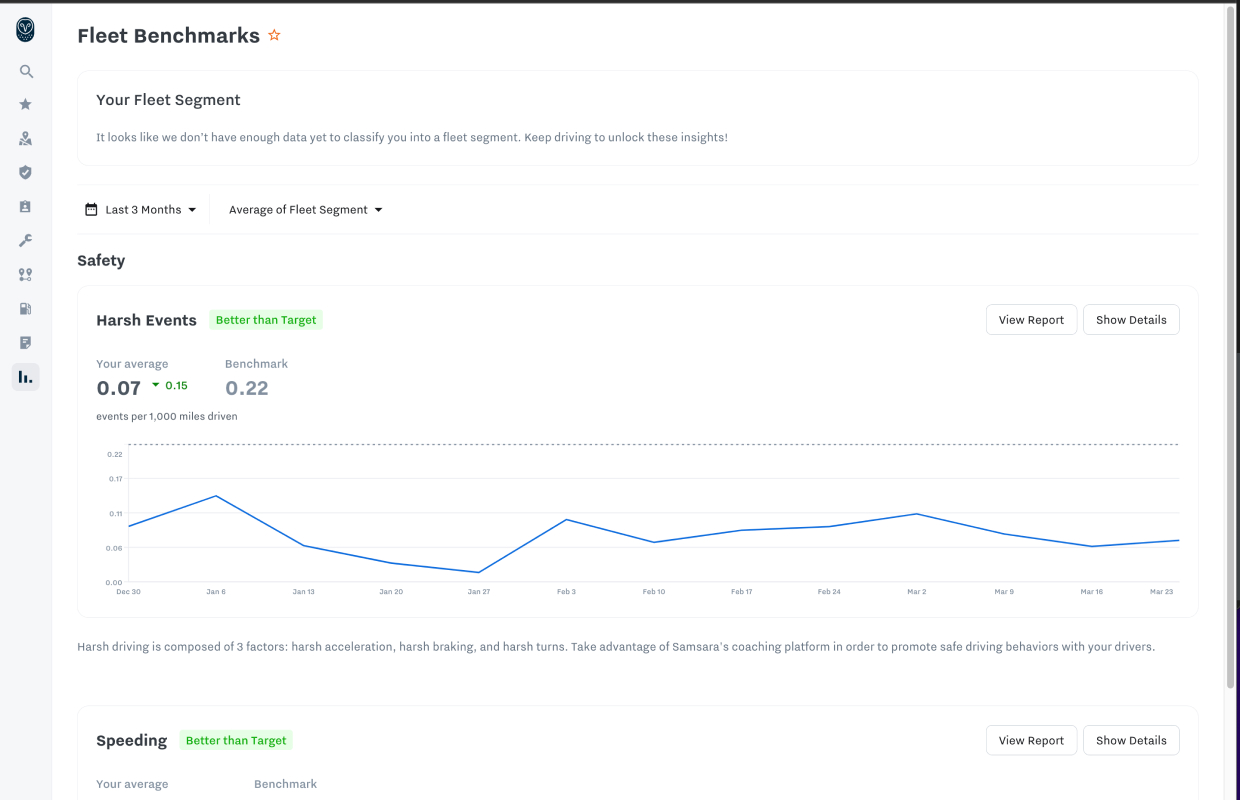 Fleet Benchmarks
Your Fleet Segment
It looks like we don't have enough data yet to classify you into a fleet segment. Keep driving to unlock these insights!
Last 3 Months Average of Fleet Segment
Safety
Harsh Events Better than Target View Report Show Details
Your average Benchmark
0.07 0.15 0.22
events per 1,000 miles driven
0.22
0.17
0.11
0.06
0.00
Dec 30 Jan 6 Jan 13 Jan 20 Jan 27 Feb 3 Feb 10 Feb 17 Feb 24 Mar 2 Mar 9 Mar 16 Mar 23
Harsh driving is composed of 3 factors: harsh acceleration, harsh braking, and harsh turns. Take advantage of Samsara's coaching platform in order to promote safe driving behaviors with your drivers.
Speeding Better than Target View Report Show Details
Your average Benchmark